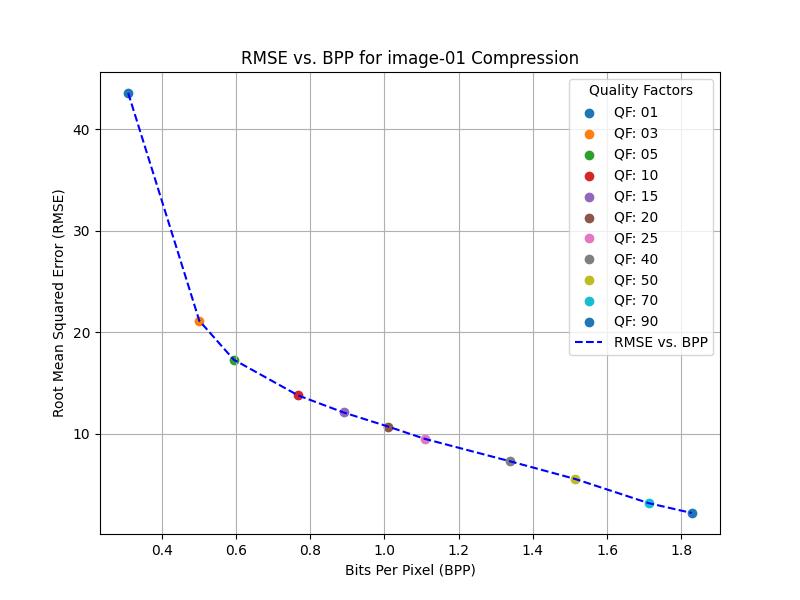 RMSE vs. BPP for image-01 Compression
Quality Factors
QF: 01
QF: 03
QF: 05
QF: 10
QF: 15
QF: 20
QF: 25
QF: 40
QF: 50
QF: 70
QF: 90
RMSE vs. BPP
Root Mean Squared Error (RMSE)
40
30
20
10
0.4 0.6 0.8 1.0 1.2 1.4 1.6 1.8
Bits Per Pixel (BPP)